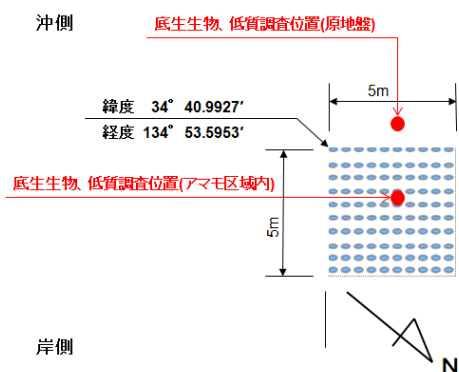 沖側
底生生物、低質調査位置(原地盤)
5m
緯度 34° 40.9927′
経度 134° 53.5953′
底生生物、低質調査位置(アマモ区域内)
5m
岸側
N